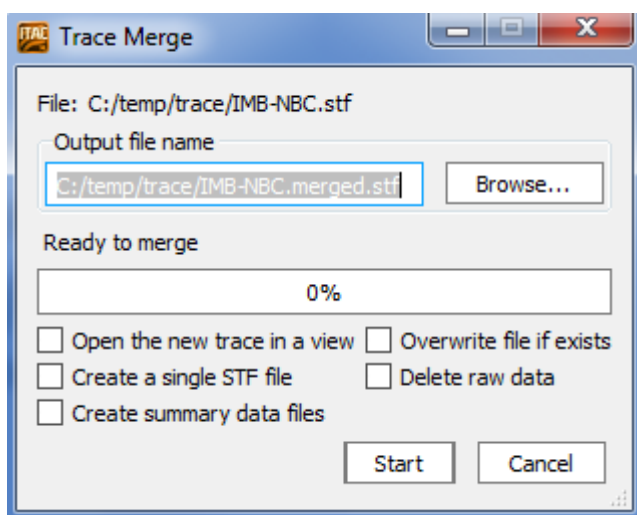 ITAC
Trace Merge
File: C:/temp/trace/IMB-NBC.stf
Output file name
C:/temp/trace/IMB-NBC.merged.stf Browse...
Ready to merge
0%
Open the new trace in a view Overwrite file if exists
Create a single STF file Delete raw data
Create summary data files
Start Cancel